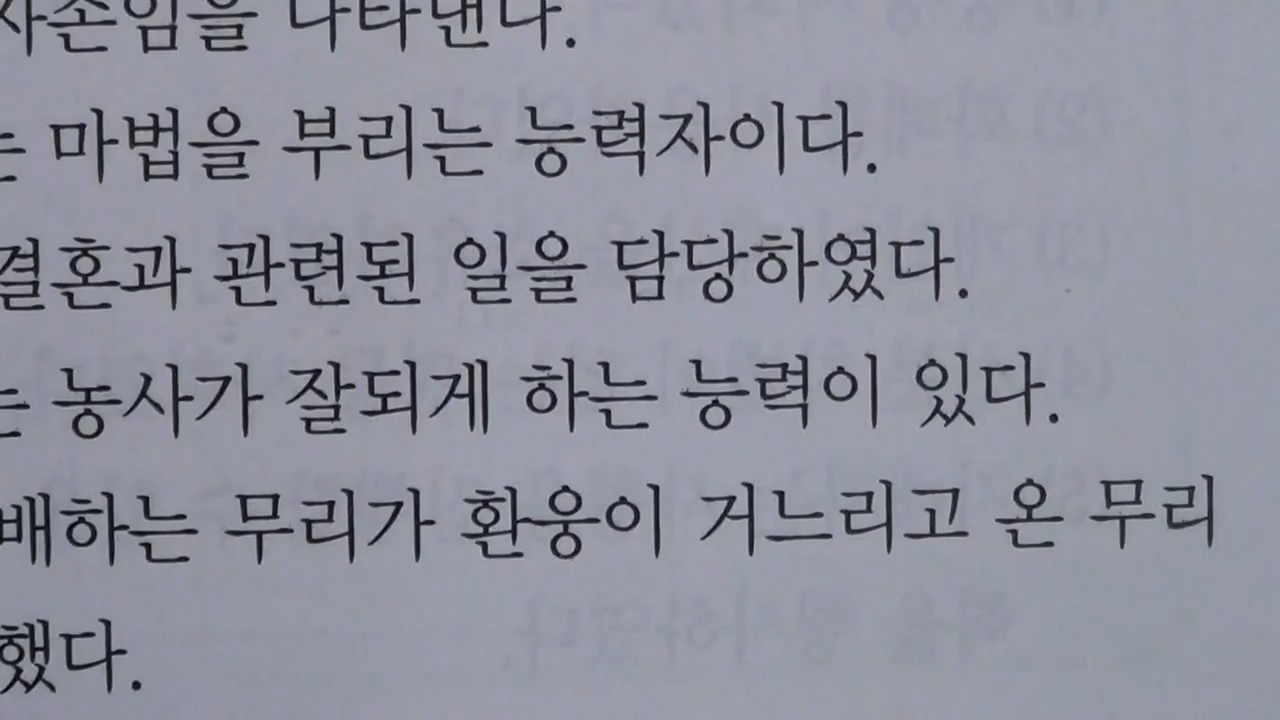 자손임을 나타낸다.
는 마법을 부리는 능력자이다.
결혼과 관련된 일을 담당하였다.
는 농사가 잘되게 하는 능력이 있다.
배하는 무리가 환웅이 거느리고 온 무리
했다.